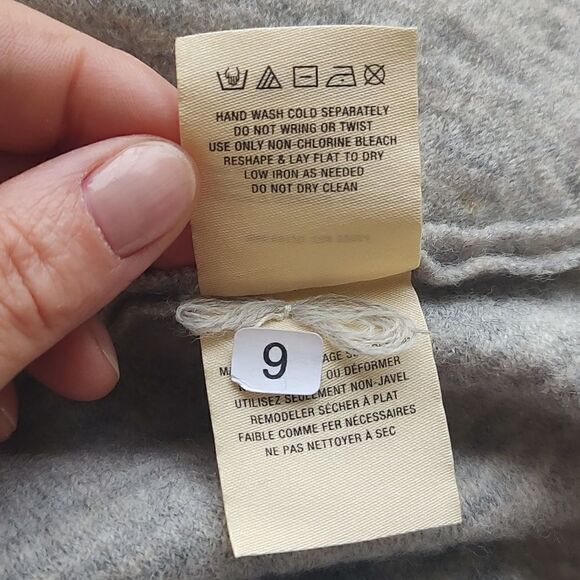 HAND WASH COLD SEPARATELY
DO NOT WRING OR TWIST
USE ONLY NON-CHLORINE BLEACH
RESHAPE & LAY FLAT TO DRY
LOW IRON AS NEEDED
DO NOT DRY CLEAN
9
OU DÉFORMER
UTILISEZ SEULEMENT NON-JAVEL
REMODELER SÉCHER À PLAT
FAIBLE COMME FER NÉCESSAIRES
NE PAS NETTOYER À SEC